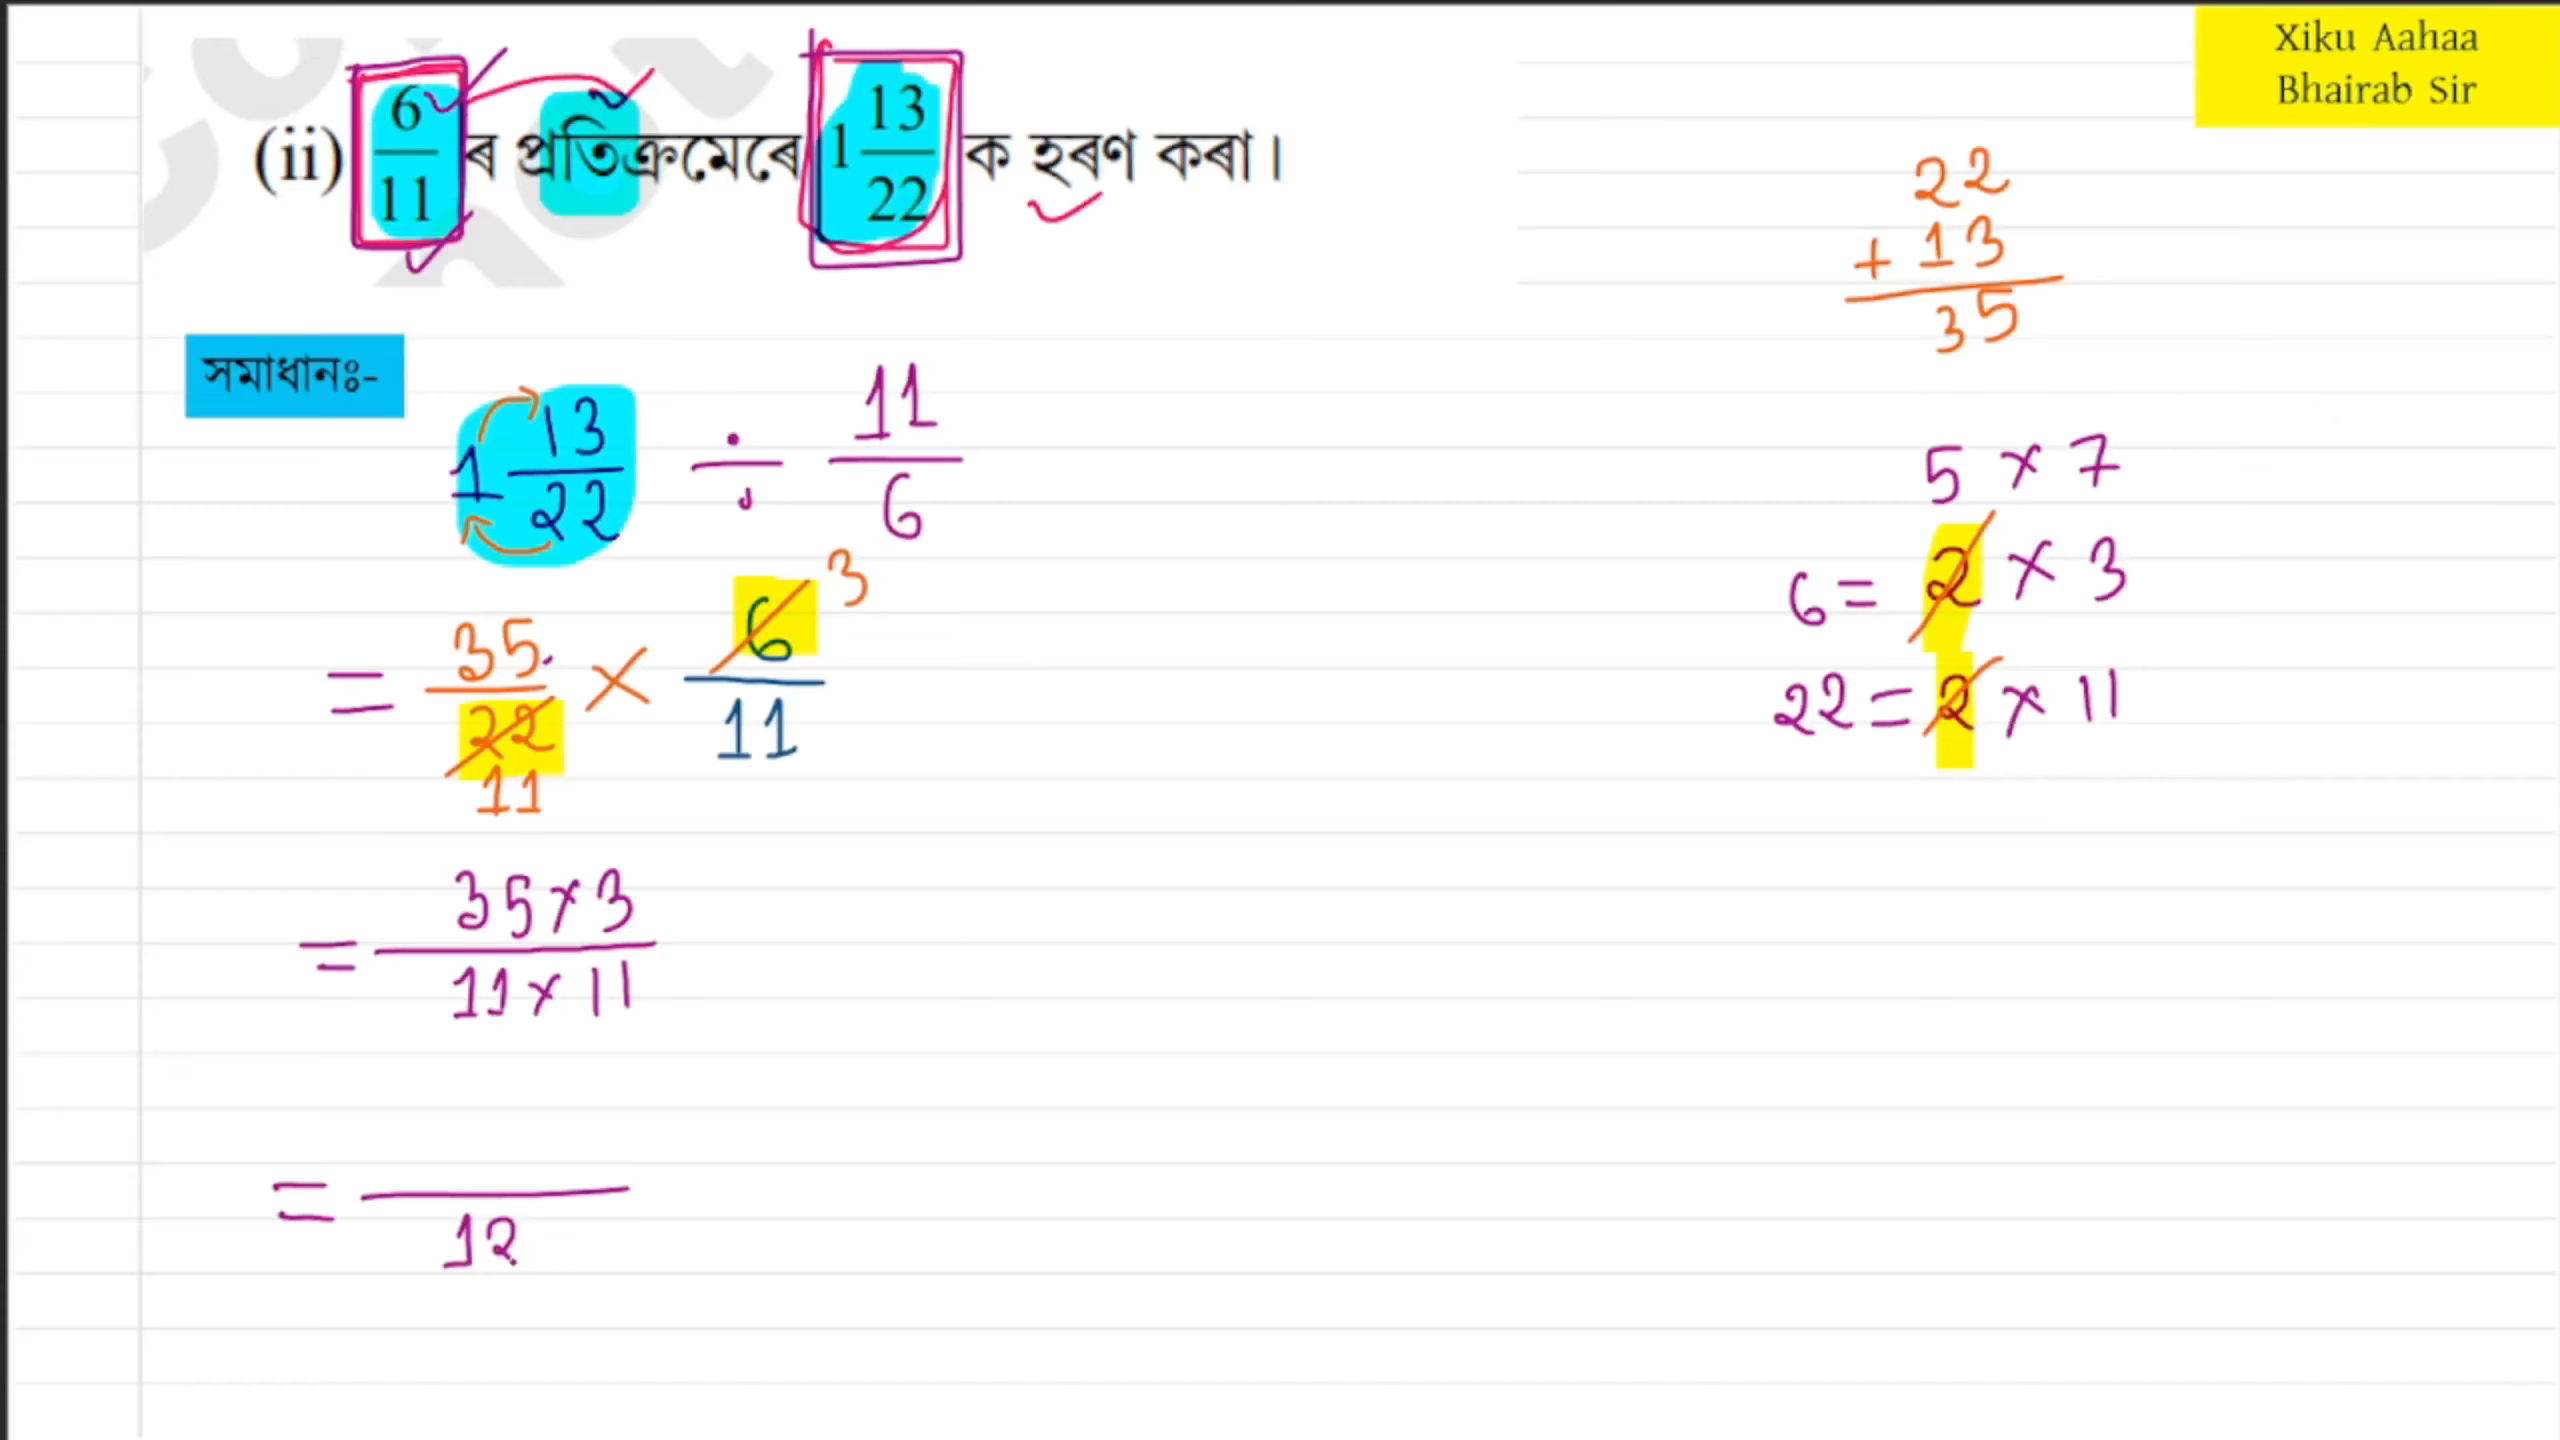 Xiku Aahaa
Bhairab Sir
(ii) 6/11 ৰ প্ৰতিক্ৰমেৰে 1 13/22 ক হৰণ কৰা।
22
+ 13
35
সমাধানঃ-
1 13/22 ÷ 11/6
5 × 7
6 = 2 × 3
22 = 2 × 11
3
= 35/22 × 6/11
11
= 35×3/11×11
= /12